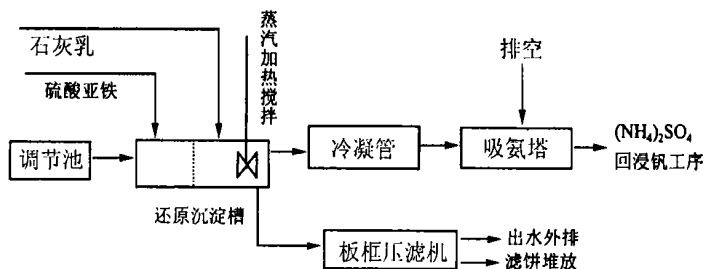 石灰乳
硫酸亚铁
蒸汽加热搅拌
排空
调节池
冷凝管
吸氨塔
(NH₄)₂SO₄
回浸钒工序
还原沉淀槽
板框压滤机
出水外排
滤饼堆放